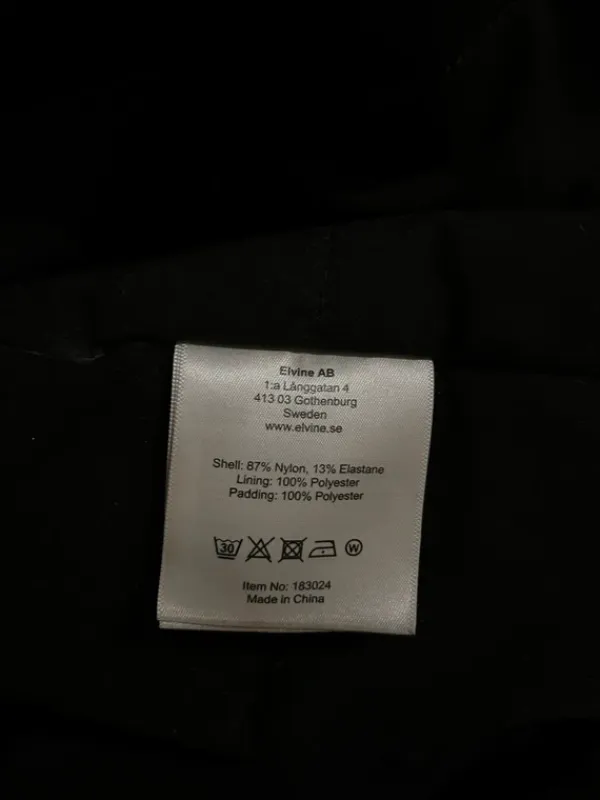 Elvine AB
1:a Långgatan 4
413 03 Gothenburg
Sweden
www.elvine.se
Shell: 87% Nylon, 13% Elastane
Lining: 100% Polyester
Padding: 100% Polyester
30 W
Item No: 183024
Made in China